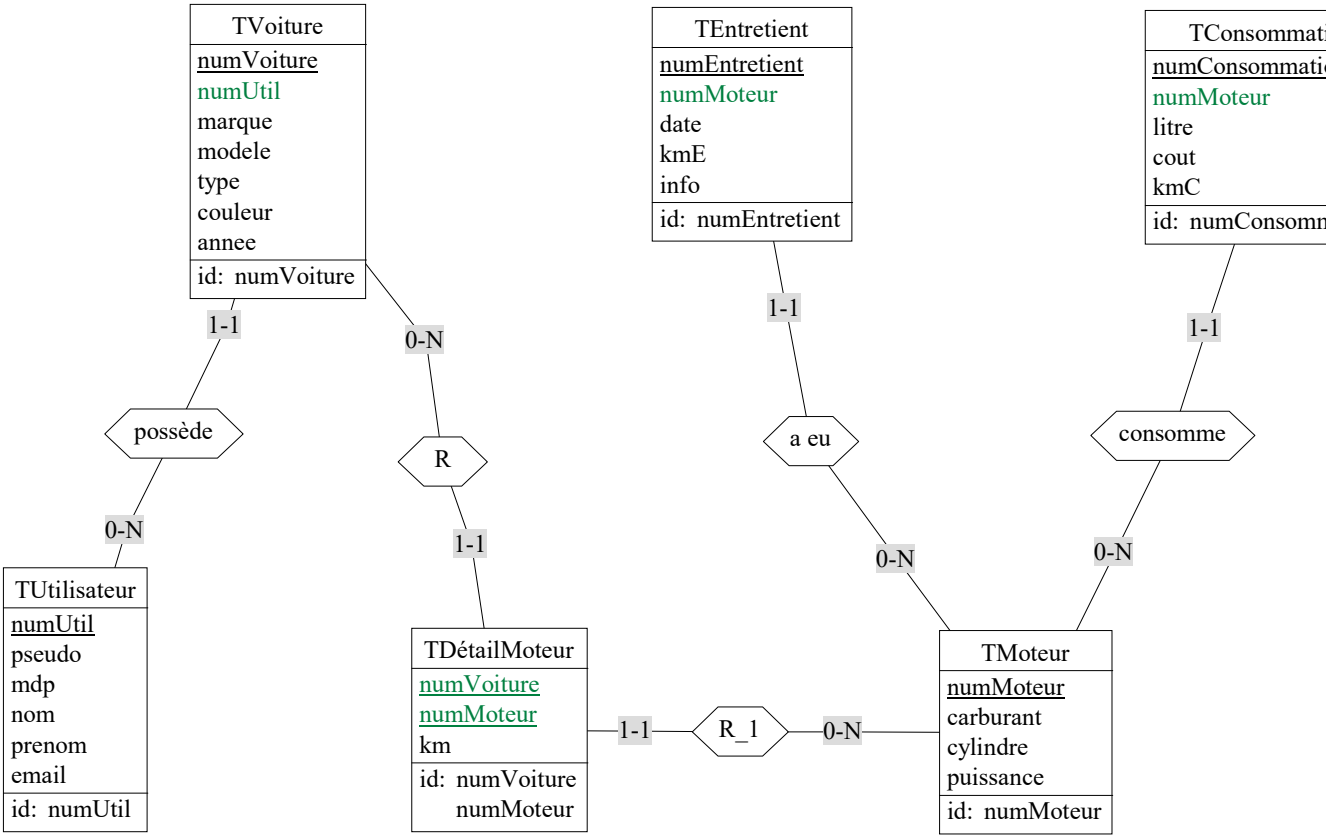 TVoiture
numVoiture
numUtil
marque
modele
type
couleur
annee
id: numVoiture
TEntretient
numEntretient
numMoteur
date
kmE
info
id: numEntretient
numMoteur
litre
cout
kmC
id:
1-1
0-N
1-1
1-1
possède
R
a eu
consomme
0-N
1-1
0-N
0-N
TUtilisateur
numUtil
pseudo
mdp
nom
prenom
email
id: numUtil
TDétailMoteur
numVoiture
numMoteur
km
id: numVoiture
numMoteur
1-1
R_1
0-N
TMoteur
numMoteur
carburant
cylindre
puissance
id: numMoteur